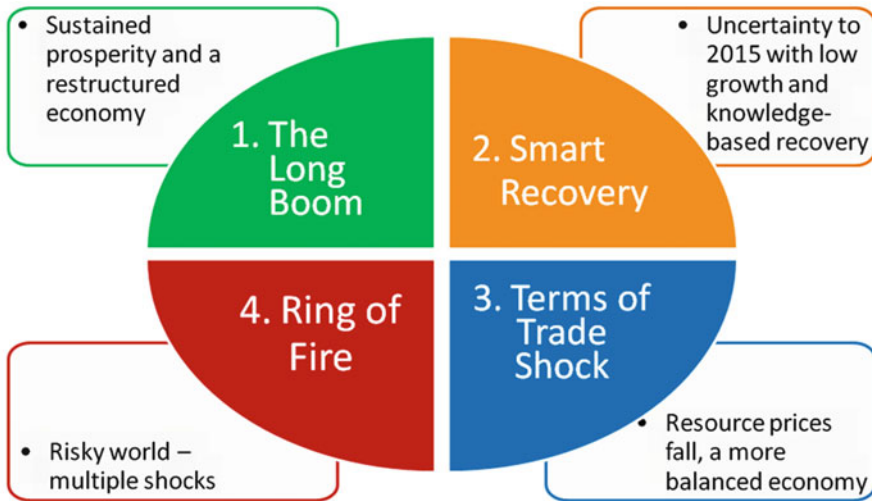 • Sustained
prosperity and a
restructured
economy
1. The
Long
Boom
2. Smart
Recovery
• Uncertainty to
2015 with low
growth and
knowledge-
based recovery
4. Ring of
Fire
3. Terms of
Trade
Shock
• Risky world –
multiple shocks
• Resource prices
fall, a more
balanced economy